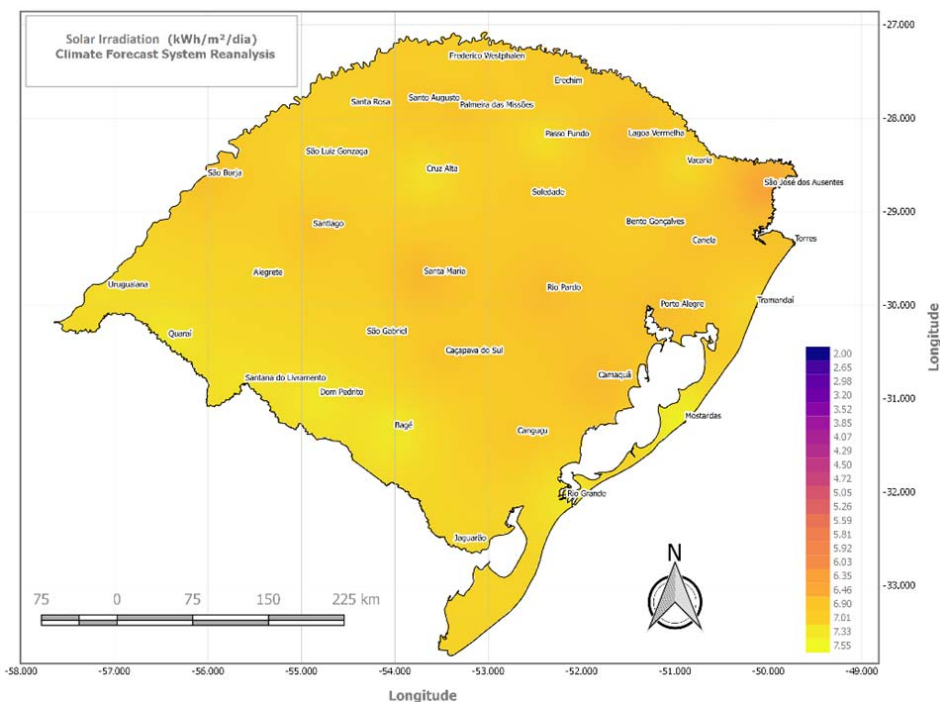 Solar Irradiation (kWh/m²/dia)
Climate Forecast System Reanalysis
-27.000
Frederico Westphalen
Erechim
Santo Augusto
Santa Rosa
Palmeira das Missões
-28.000
Passo Fundo
Lagoa Vermelha
São Luiz Gonzaga
Vacaria
Cruz Alta
São Borja
São José dos Ausentes
Soledade
-29.000
Bento Gonçalves
Santiago
Canela
Torres
Santa Maria
Alegrete
Uruguaiana
Rio Pardo
Tramandaí
Porto Alegre
-30.000
Quaraí
São Gabriel
Longitude
Caçapava do Sul
2.00
2.65
Camaquã
Santana do Livramento
2.98
Dom Pedrito
3.20
-31.000
3.52
Mostardas
3.85
Bagé
Canguçu
4.07
4.29
4.50
4.72
Rio Grande
-32.000
5.05
5.26
5.59
Jaguarão
5.81
5.92
N
6.03
6.35
-33.000
6.46
75 0 75 150 225 km
6.90
7.01
7.33
7.55
-58.000 -57.000 -56.000 -55.000 -54.000 -53.000 -52.000 -51.000 -50.000 -49.000
Longitude